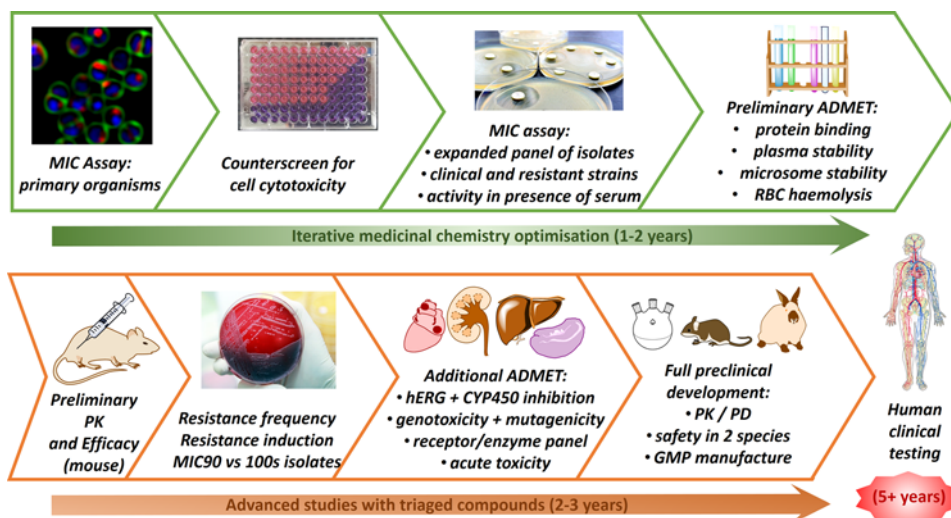 MIC Assay:
primary organisms
Counterscreen for
cell cytotoxicity
MIC assay:
• expanded panel of isolates
• clinical and resistant strains
• activity in presence of serum
Preliminary ADMET:
• protein binding
• plasma stability
• microsome stability
• RBC haemolysis
Iterative medicinal chemistry optimisation (1-2 years)
Preliminary
PK
and Efficacy
(mouse)
Resistance frequency
Resistance induction
MIC90 vs 100s isolates
Additional ADMET:
• hERG + CYP450 inhibition
• genotoxicity + mutagenicity
• receptor/enzyme panel
• acute toxicity
Full preclinical
development:
• PK / PD
• safety in 2 species
• GMP manufacture
Human
clinical
testing
(5+ years)
Advanced studies with triaged compounds (2-3 years)